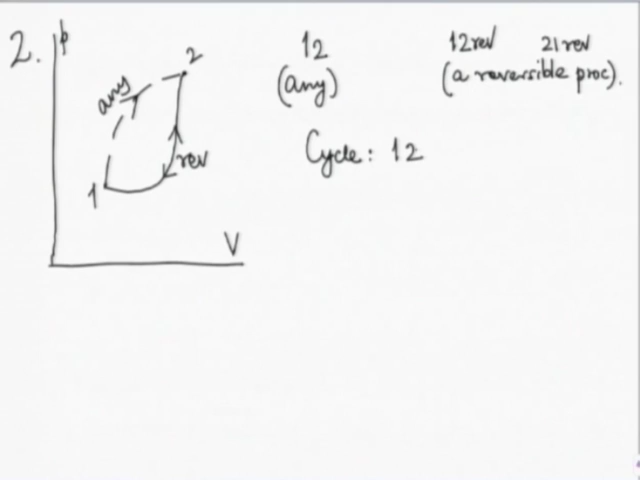 2.
p
2
any
rev
1
V
12
(any)
12rev 21rev
(a reversible proc).
Cycle: 12